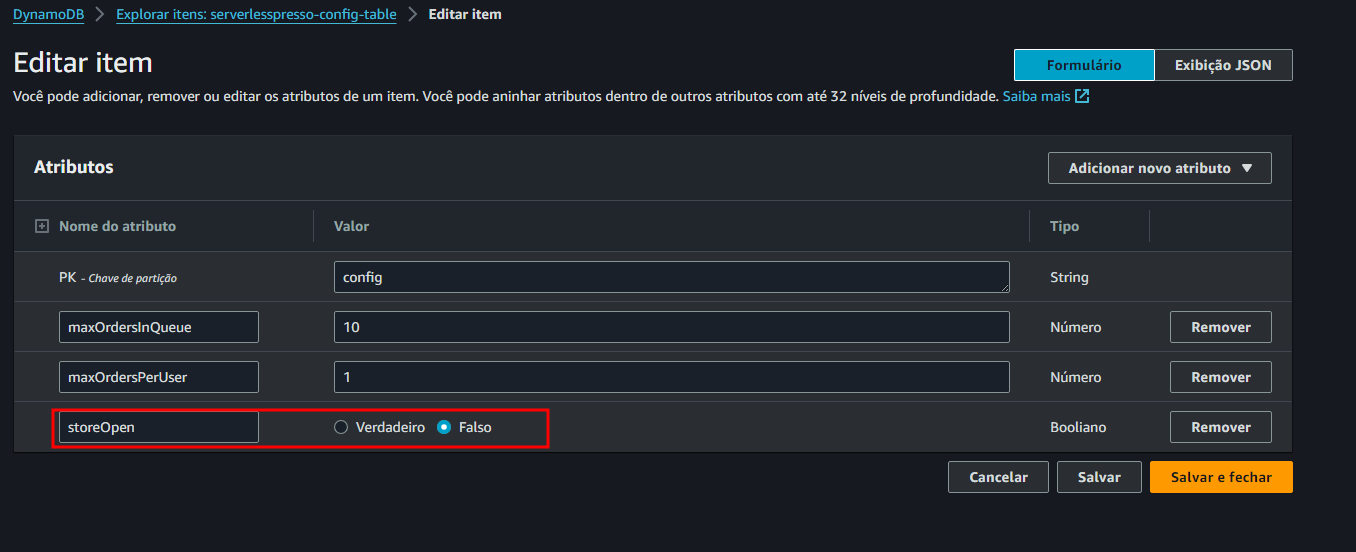 DynamoDB > Explorar itens: serverlesspresso-config-table > Editar item
Editar item
Formulário Exibição JSON
Você pode adicionar, remover ou editar os atributos de um item. Você pode aninhar atributos dentro de outros atributos com até 32 níveis de profundidade. Saiba mais
Atributos
Adicionar novo atributo
Nome do atributo Valor Tipo
PK - Chave de partição config String
maxOrdersInQueue 10 Número Remover
maxOrdersPerUser 1 Número Remover
storeOpen Verdadeiro Falso Booliano Remover
Cancelar Salvar Salvar e fechar